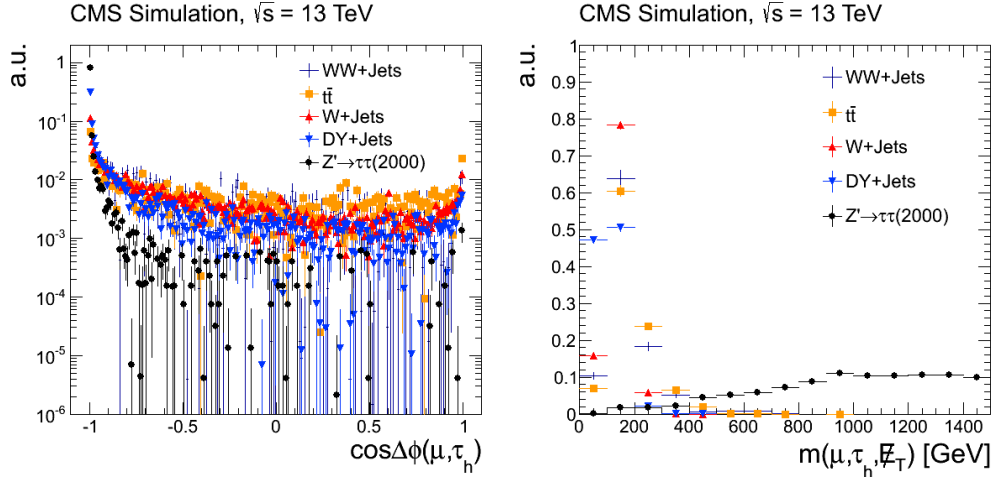 CMS Simulation, √s = 13 TeV
a.u.
1
10⁻¹
10⁻²
10⁻³
10⁻⁴
10⁻⁵
10⁻⁶
WW+Jets
tt̄
W+Jets
DY+Jets
Z'→ττ(2000)
-1 -0.5 0 0.5 1
cosΔϕ(μ,τ_h)
CMS Simulation, √s = 13 TeV
a.u.
1
0.9
0.8
0.7
0.6
0.5
0.4
0.3
0.2
0.1
0
WW+Jets
tt̄
W+Jets
DY+Jets
Z'→ττ(2000)
0 200 400 600 800 1000 1200 1400
m(μ,τ_h,E̸_T) [GeV]